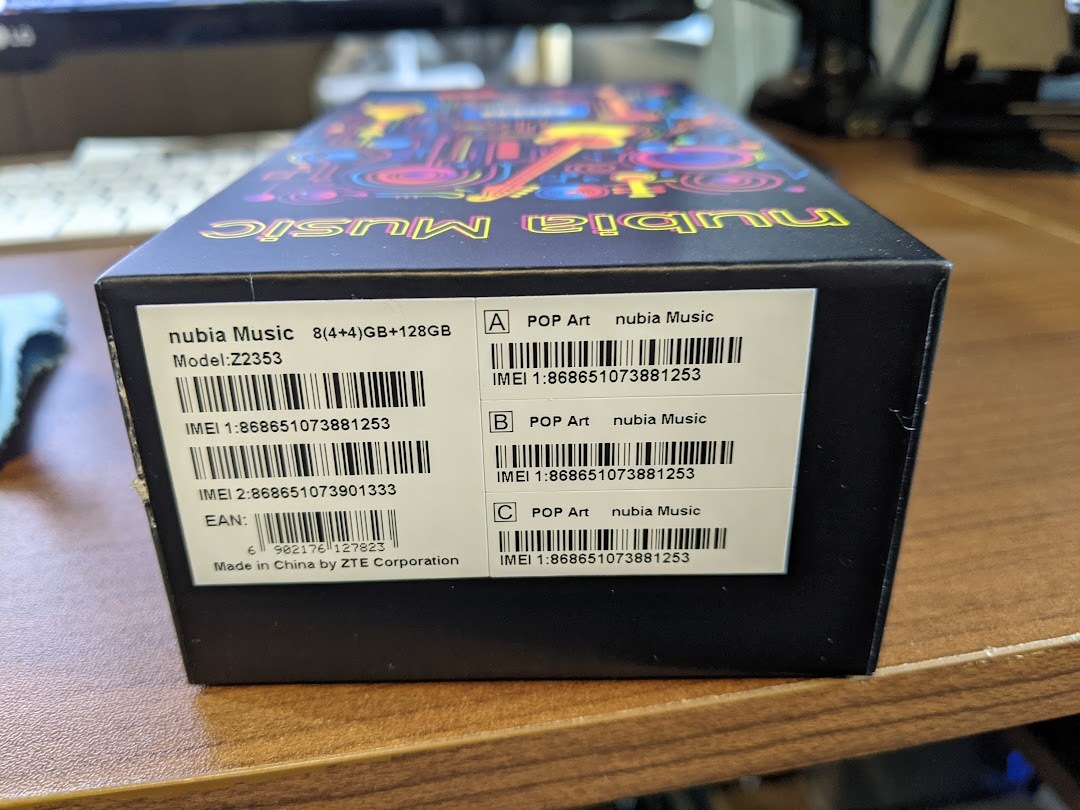 LG
nubia Music
nubia Music 8(4+4)GB+128GB
Model:Z2353
IMEI 1:868651073881253
IMEI 2:868651073901333
EAN:
6 902176 127823
Made in China by ZTE Corporation
A POP Art nubia Music
IMEI 1:868651073881253
B POP Art nubia Music
IMEI 1:868651073881253
C POP Art nubia Music
IMEI 1:868651073881253